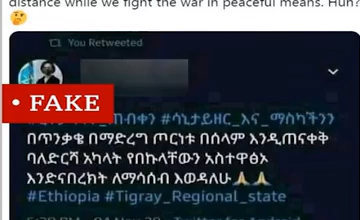 distance while we fight the war in peaceful means. Huh?
You Retweeted
• FAKE
#ሳኒታይዘር_እና_ማስካችንን
በጥንቃቄ በማድረግ ጦርነቱ በሰላም እንዲጠናቀቅ
ባለድርሻ አካላት የበኩላቸውን አስተዋፅኦ
እንድናበረክት ለማሳሰብ እወዳለሁ🙏🙏
#Ethiopia #Tigray_Regional_state